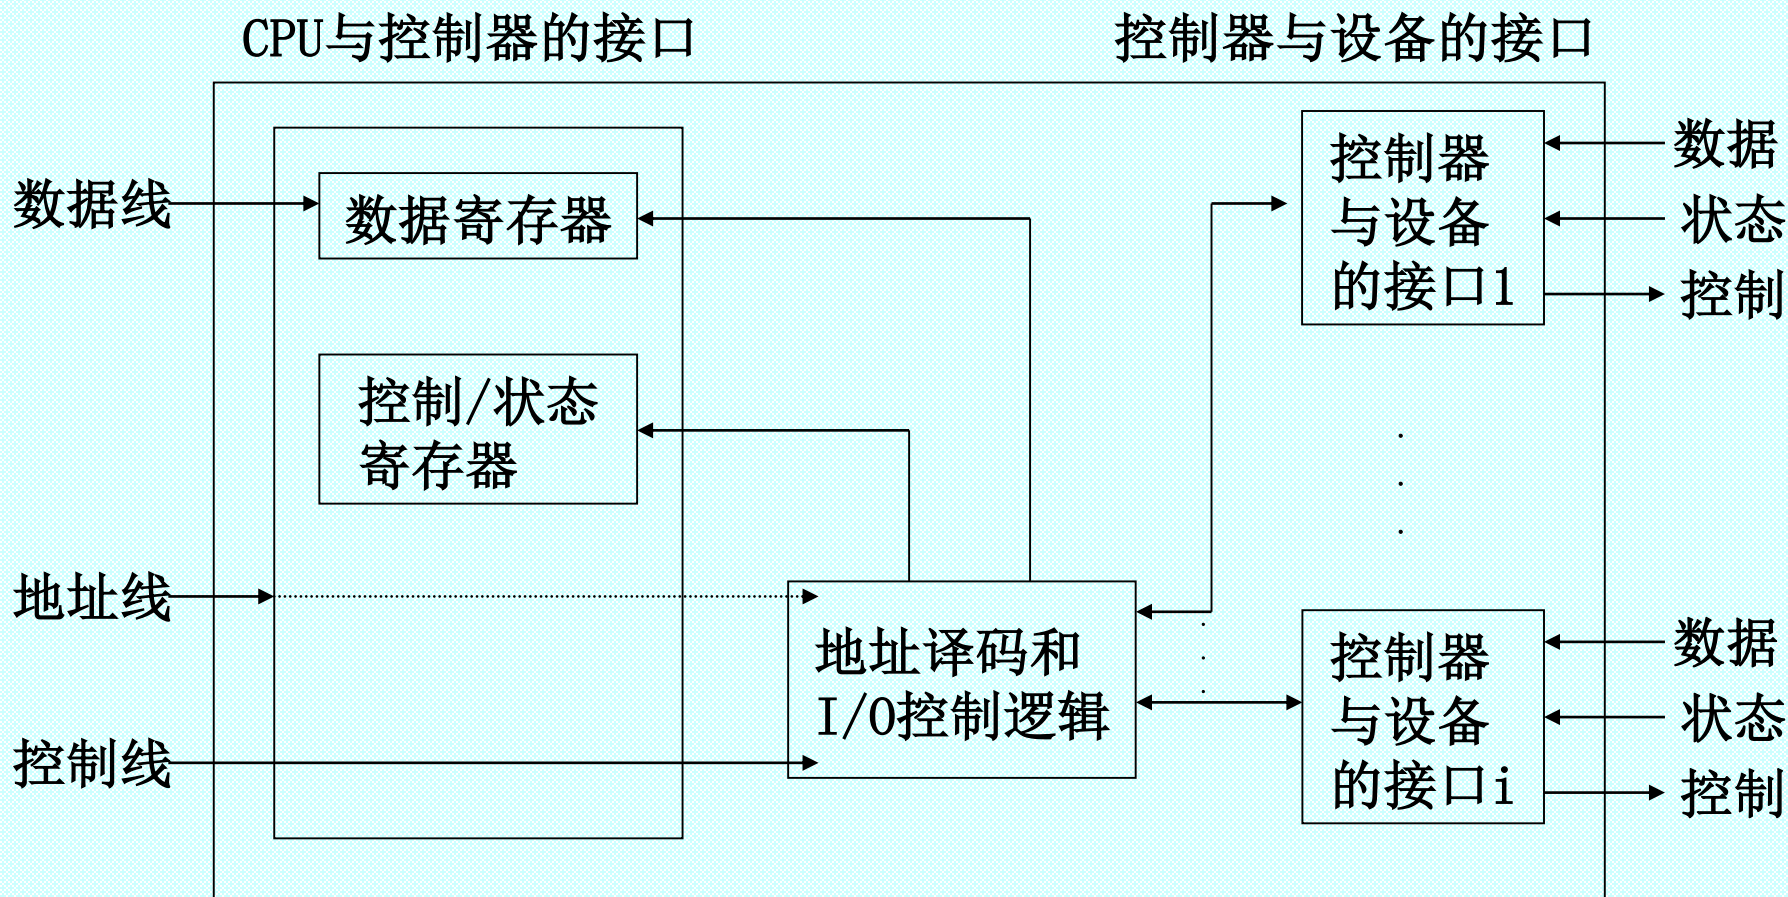 CPU与控制器的接口
控制器与设备的接口
数据线
数据寄存器
控制/状态
寄存器
地址线
控制线
地址译码和
I/O控制逻辑
控制器
与设备
的接口1
数据
状态
控制
控制器
与设备
的接口i
数据
状态
控制